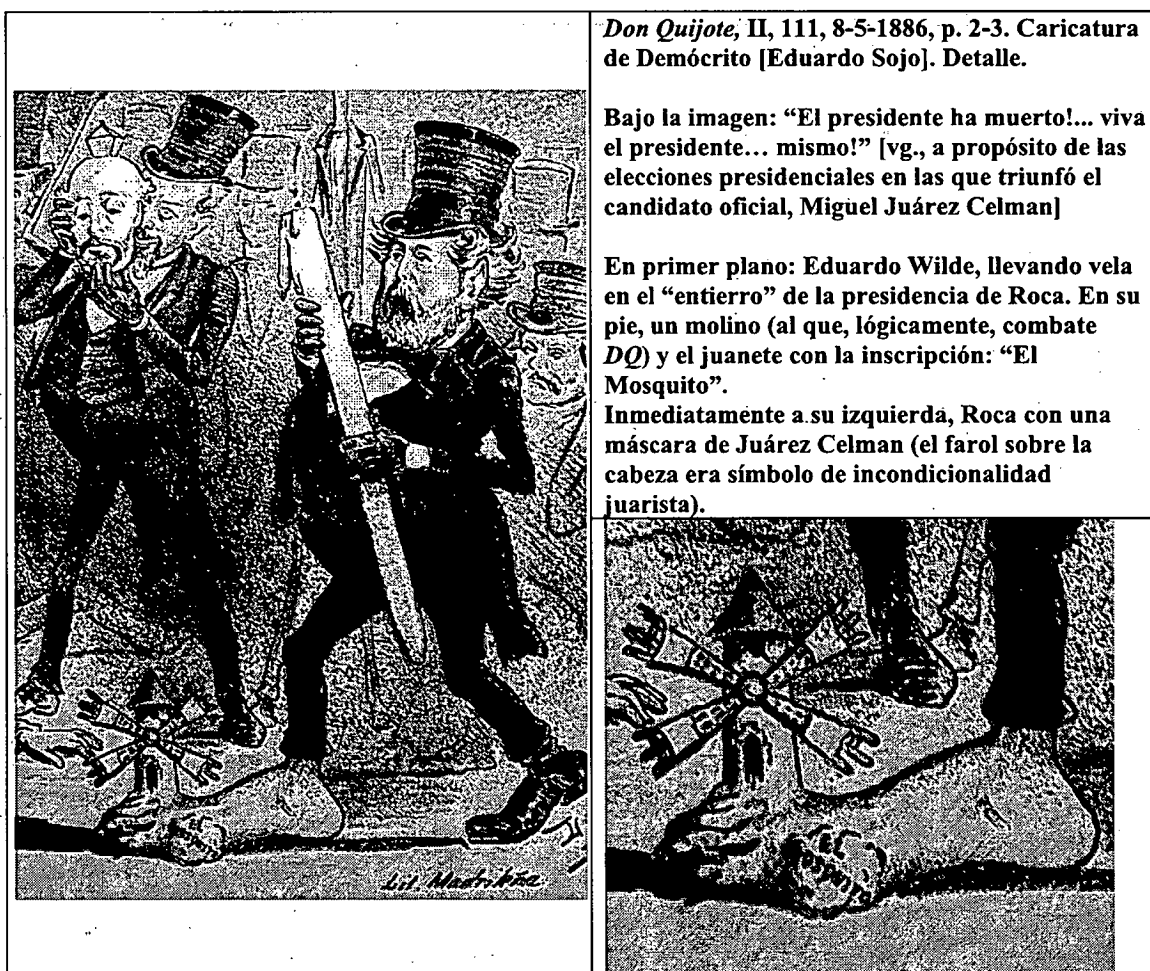 Don Quijote, II, 111, 8-5-1886, p. 2-3. Caricatura
de Demócrito [Eduardo Sojo]. Detalle.
Bajo la imagen: “El presidente ha muerto!... viva
el presidente... mismo!” [vg., a propósito de las
elecciones presidenciales en las que triunfó el
candidato oficial, Miguel Juárez Celman]
En primer plano: Eduardo Wilde, llevando vela
en el “entierro” de la presidencia de Roca. En su
pie, un molino (al que, lógicamente, combate
DQ) y el juanete con la inscripción: “El
Mosquito”.
Inmediatamente a su izquierda, Roca con una
máscara de Juárez Celman (el farol sobre la
cabeza era símbolo de incondicionalidad
juarista).
Lit. Madrileña
EL